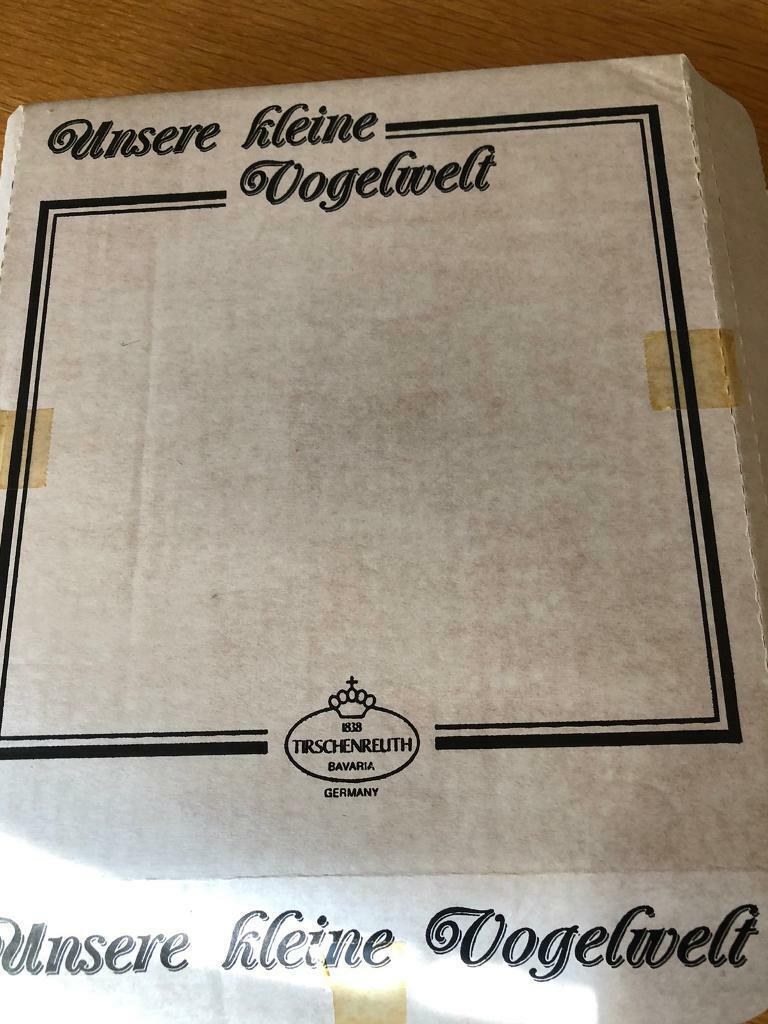 Unsere kleine
Vogelwelt
1838
TIRSCHENREUTH
BAVARIA
GERMANY
Unsere kleine Vogelwelt